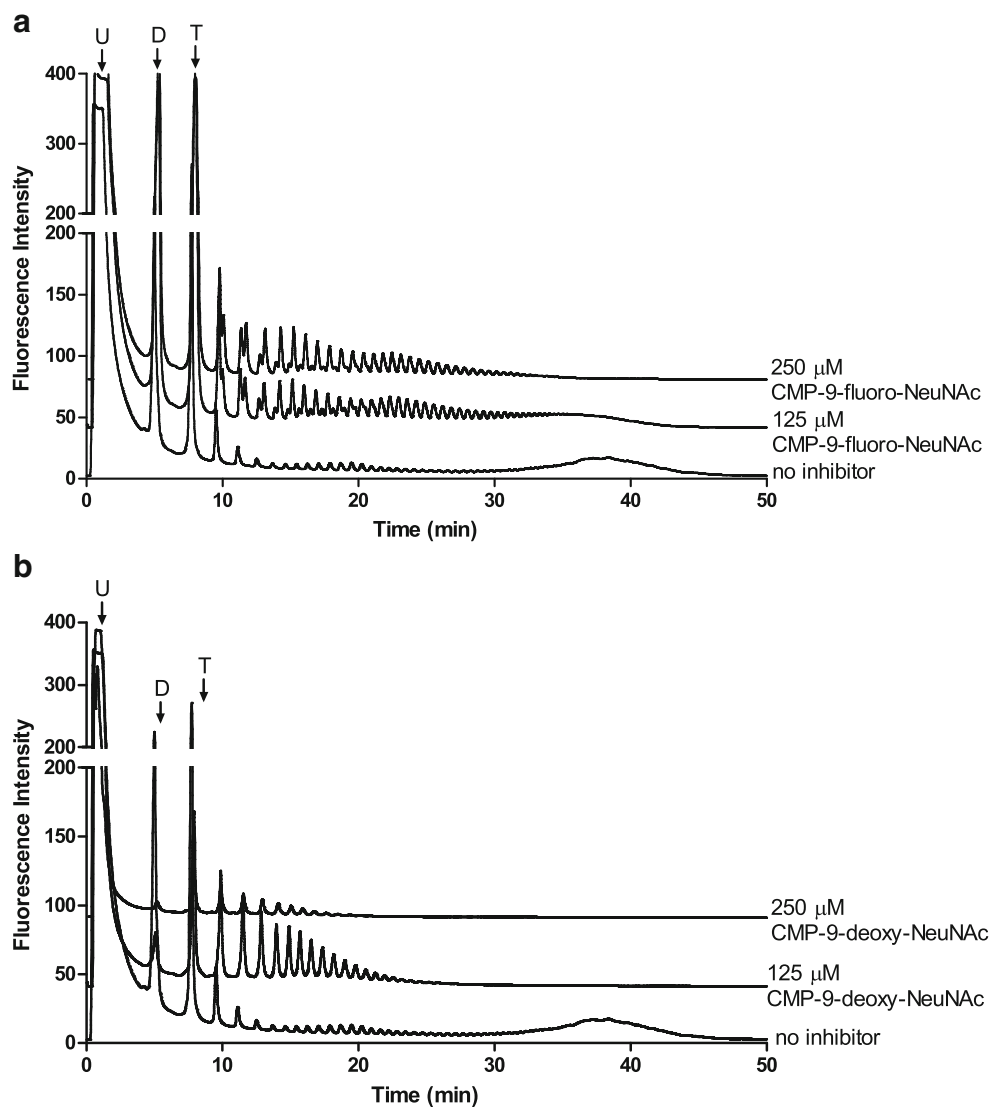 a
U D T
400
300
200
200
150
100
50
0
Fluorescence Intensity
250 μM
CMP-9-fluoro-NeuNAc
125 μM
CMP-9-fluoro-NeuNAc
no inhibitor
0 10 20 30 40 50
Time (min)
b
U
T
D
400
300
200
200
150
100
50
0
Fluorescence Intensity
250 μM
CMP-9-deoxy-NeuNAc
125 μM
CMP-9-deoxy-NeuNAc
no inhibitor
0 10 20 30 40 50
Time (min)